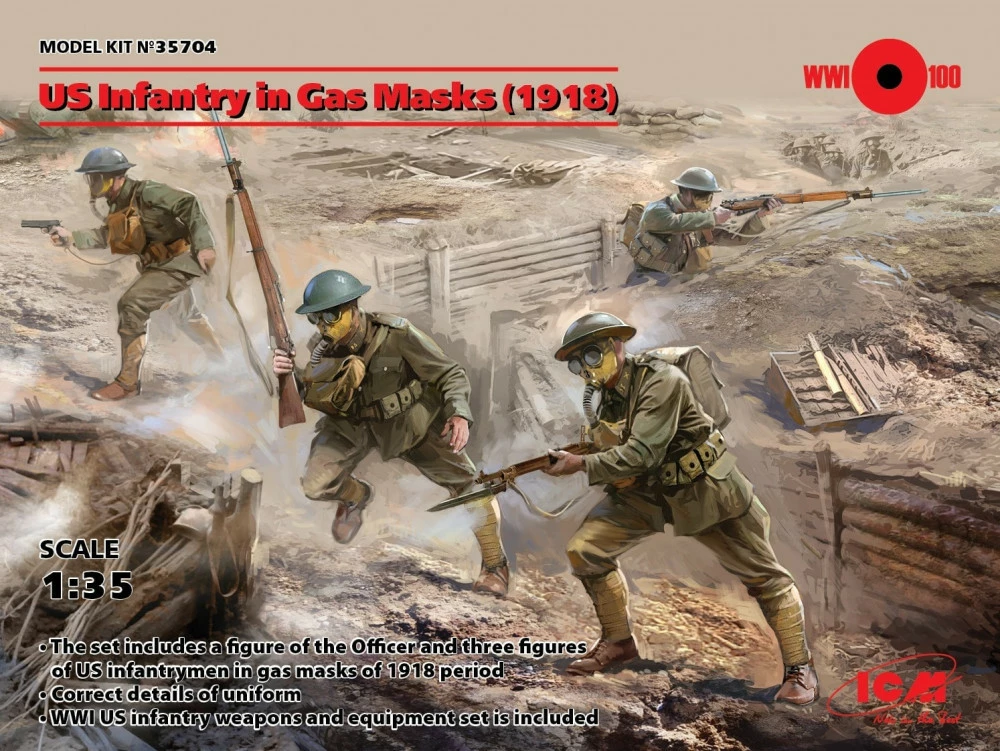 MODEL KIT №35704
US Infantry in Gas Masks (1918)
WWI 100
SCALE
1:35
• The set includes a figure of the Officer and three figures
of US infantrymen in gas masks of 1918 period
• Correct details of uniform
• WWI US infantry weapons and equipment set is included
ICM